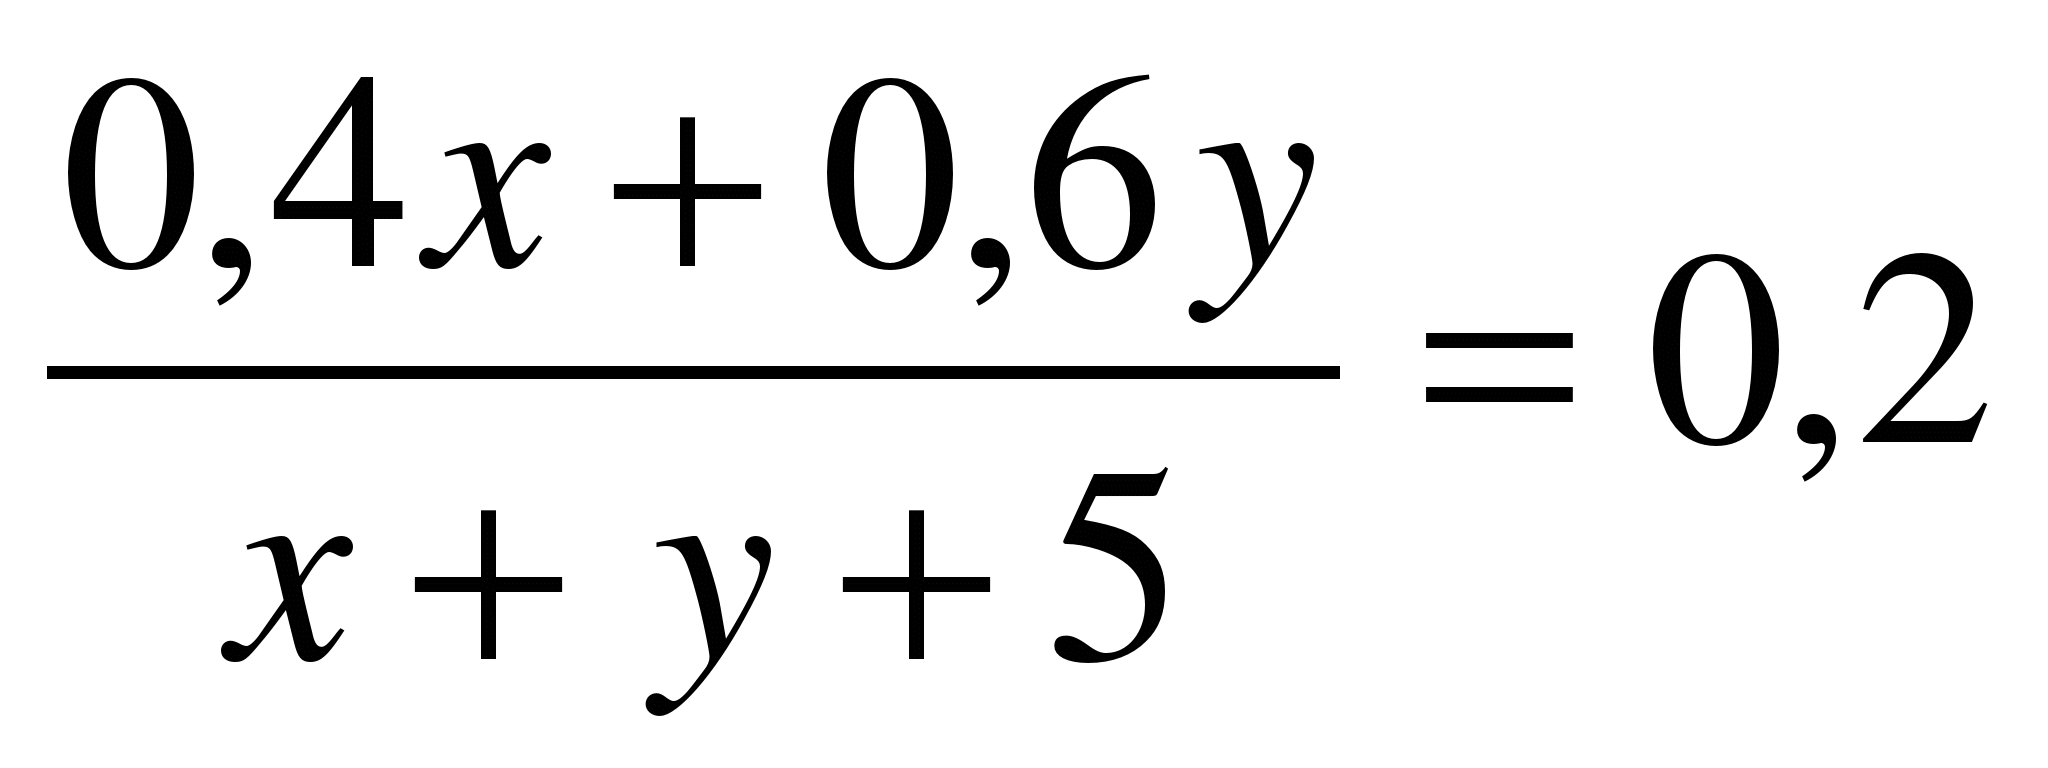 0,4x + 0,6y
x + y + 5
= 0,2